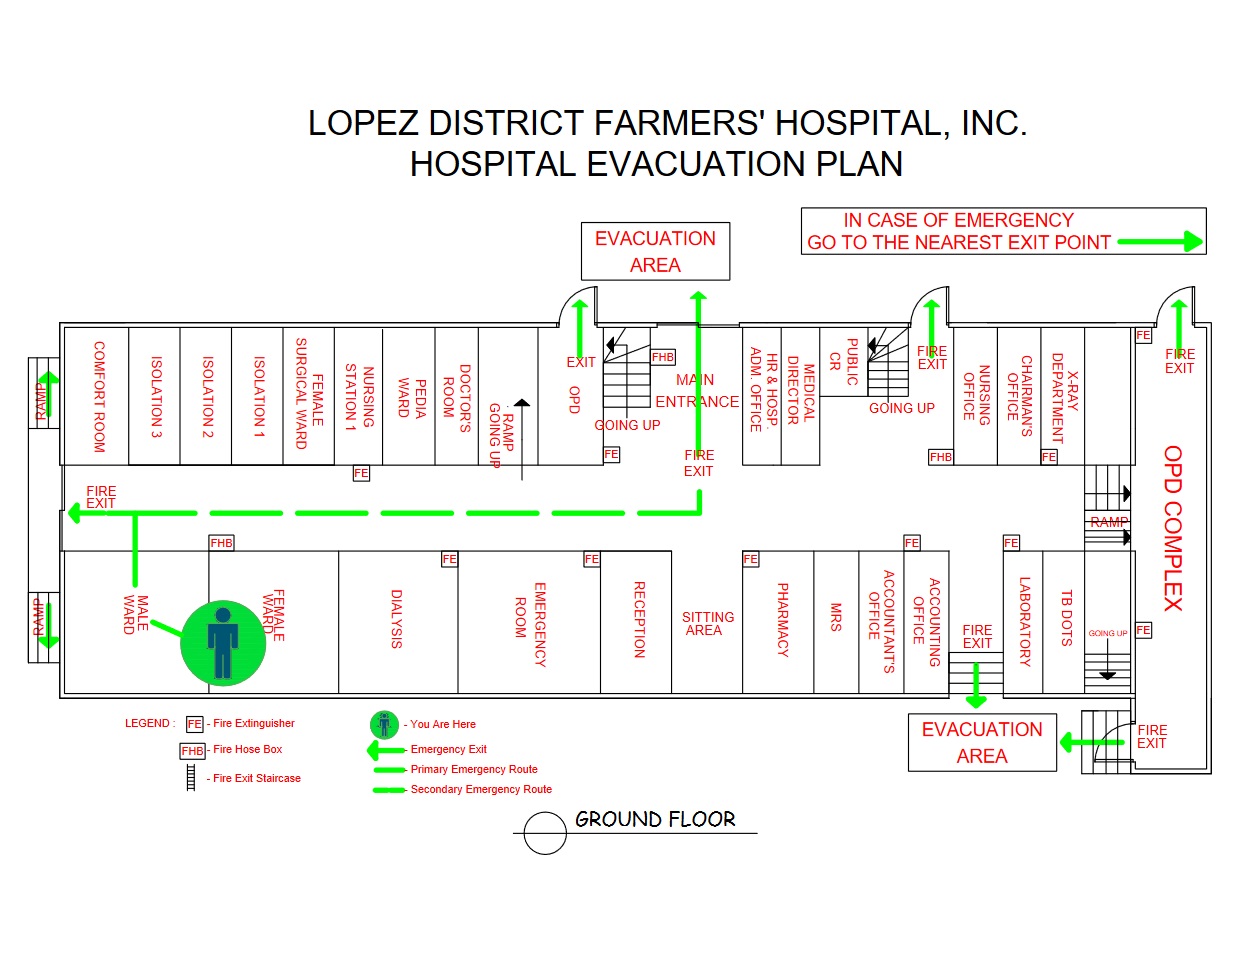 LOPEZ DISTRICT FARMERS' HOSPITAL, INC.
HOSPITAL EVACUATION PLAN
IN CASE OF EMERGENCY
GO TO THE NEAREST EXIT POINT
EVACUATION
AREA
RAMP
COMFORT ROOM
ISOLATION 3
ISOLATION 2
ISOLATION 1
FEMALE
SURGICAL WARD
NURSING
STATION 1
PEDIA
WARD
DOCTOR'S
ROOM
RAMP
GOING UP
EXIT
OPD
GOING UP
FHB
MAIN
ENTRANCE
FE
FIRE
EXIT
HR & HOSP.
ADM. OFFICE
MEDICAL
DIRECTOR
PUBLIC
CR
GOING UP
FIRE
EXIT
FHB
NURSING
OFFICE
CHAIRMAN'S
OFFICE
X-RAY
DEPARTMENT
FE
FE
FIRE
EXIT
OPD COMPLEX
FE
FIRE
EXIT
RAMP
FHB
FE
FE
FE
FE
FE
RAMP
MALE
WARD
FEMALE
WARD
DIALYSIS
EMERGENCY
ROOM
RECEPTION
SITTING
AREA
PHARMACY
MRS
ACCOUNTANT'S
OFFICE
ACCOUNTING
OFFICE
FIRE
EXIT
LABORATORY
TB DOTS
GOING UP
FE
EVACUATION
AREA
FIRE
EXIT
LEGEND :
FE - Fire Extinguisher
FHB - Fire Hose Box
- Fire Exit Staircase
- You Are Here
- Emergency Exit
- Primary Emergency Route
- Secondary Emergency Route
GROUND FLOOR